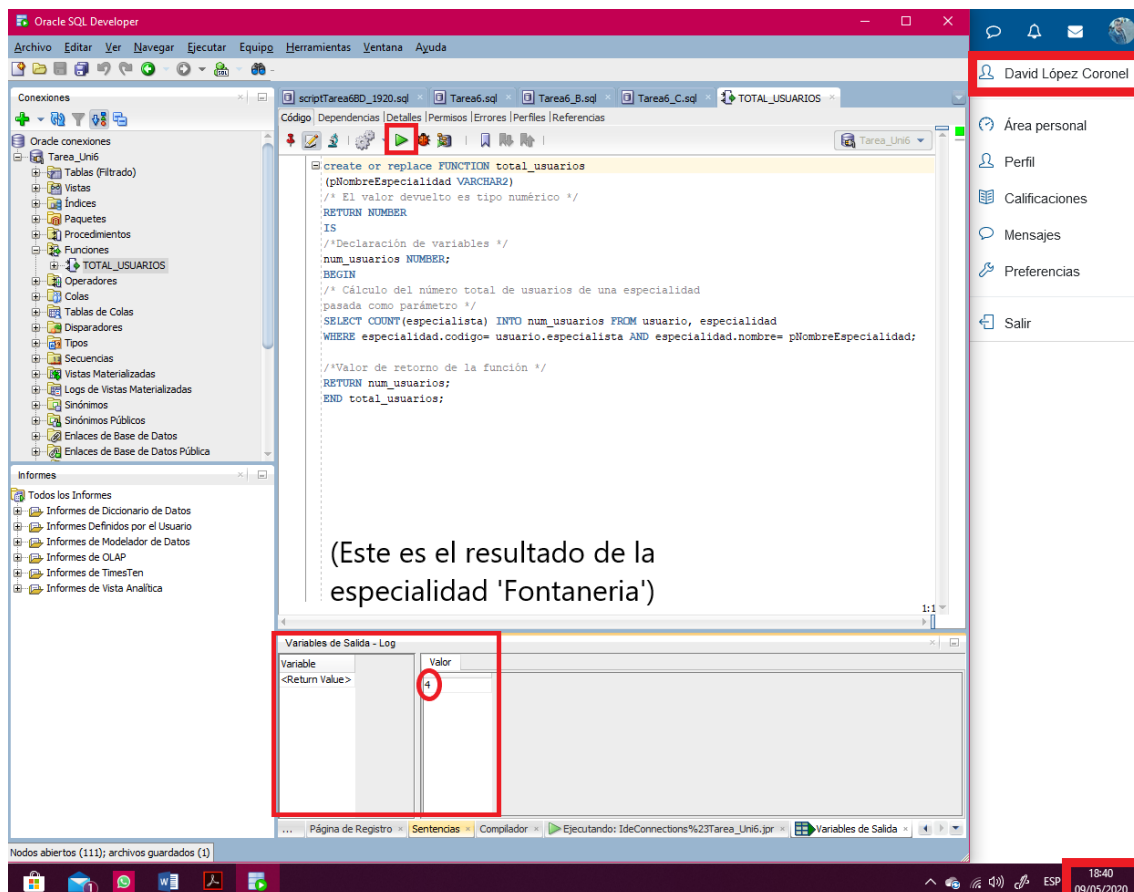 Oracle SQL Developer
Archivo Editar Ver Navegar Ejecutar Equipo Herramientas Ventana Ayuda
Conexiones
Oracle conexiones
Tarea_Uni6
Tablas (Filtrado)
Vistas
Índices
Paquetes
Procedimientos
Funciones
TOTAL_USUARIOS
Operadores
Colas
Tablas de Colas
Disparadores
Tipos
Secuencias
Vistas Materializadas
Logs de Vistas Materializadas
Sinónimos
Sinónimos Públicos
Enlaces de Base de Datos
Enlaces de Base de Datos Pública
Informes
Todos los Informes
Informes de Diccionario de Datos
Informes Definidos por el Usuario
Informes de Modelador de Datos
Informes de OLAP
Informes de TimesTen
Informes de Vista Analítica
scriptTarea6BD_1920.sql Tarea6.sql Tarea6_B.sql Tarea6_C.sql TOTAL_USUARIOS
Código Dependencias Detalles Permisos Errores Perfiles Referencias
Tarea_Uni6
create or replace FUNCTION total_usuarios
(pNombreEspecialidad VARCHAR2)
/* El valor devuelto es tipo numérico */
RETURN NUMBER
IS
/*Declaración de variables */
num_usuarios NUMBER;
BEGIN
/* Cálculo del número total de usuarios de una especialidad
pasada como parámetro */
SELECT COUNT(especialista) INTO num_usuarios FROM usuario, especialidad
WHERE especialidad.codigo= usuario.especialista AND especialidad.nombre= pNombreEspecialidad;
/*Valor de retorno de la función */
RETURN num_usuarios;
END total_usuarios;
(Este es el resultado de la
especialidad 'Fontaneria')
1:1
Variables de Salida - Log
Variable Valor
<Return Value> 4
... Página de Registro Sentencias Compilador Ejecutando: IdeConnections%23Tarea_Uni6.jpr Variables de Salida
Nodos abiertos (111); archivos guardados (1)
David López Coronel
Área personal
Perfil
Calificaciones
Mensajes
Preferencias
Salir
1
ESP
18:40
09/05/2020